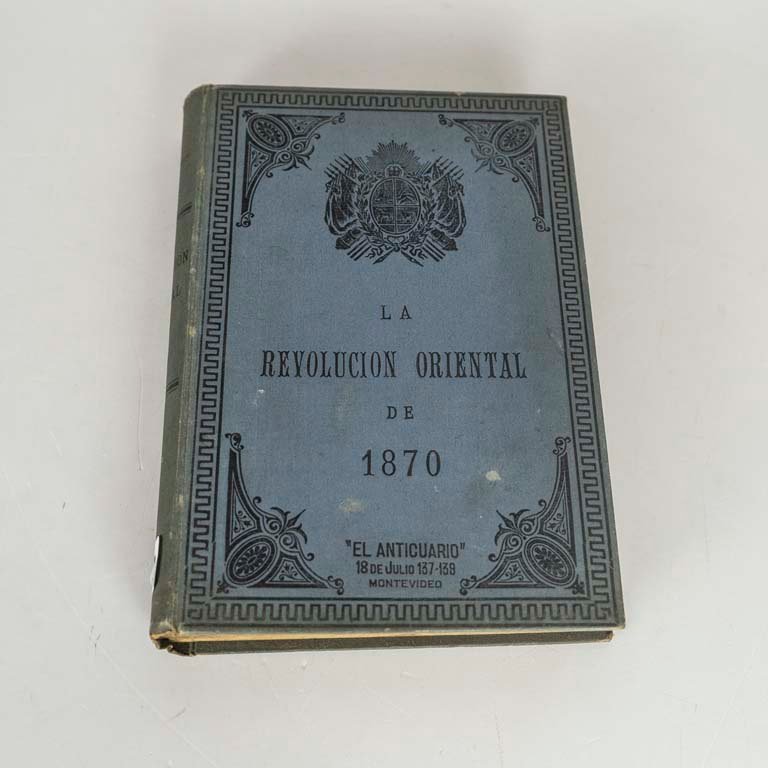 LA
REVOLUCION ORIENTAL
DE
1870
"EL ANTICUARIO"
18 DE JULIO 137-139
MONTEVIDEO